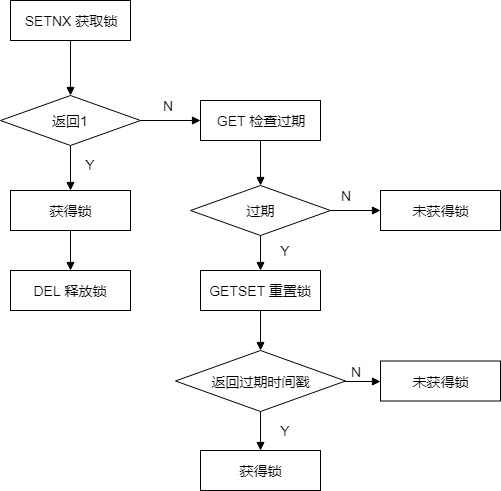 SETNX 获取锁
返回1
N
GET 检查过期
Y
获得锁
过期
N
未获得锁
DEL 释放锁
Y
GETSET 重置锁
返回过期时间戳
N
未获得锁
Y
获得锁